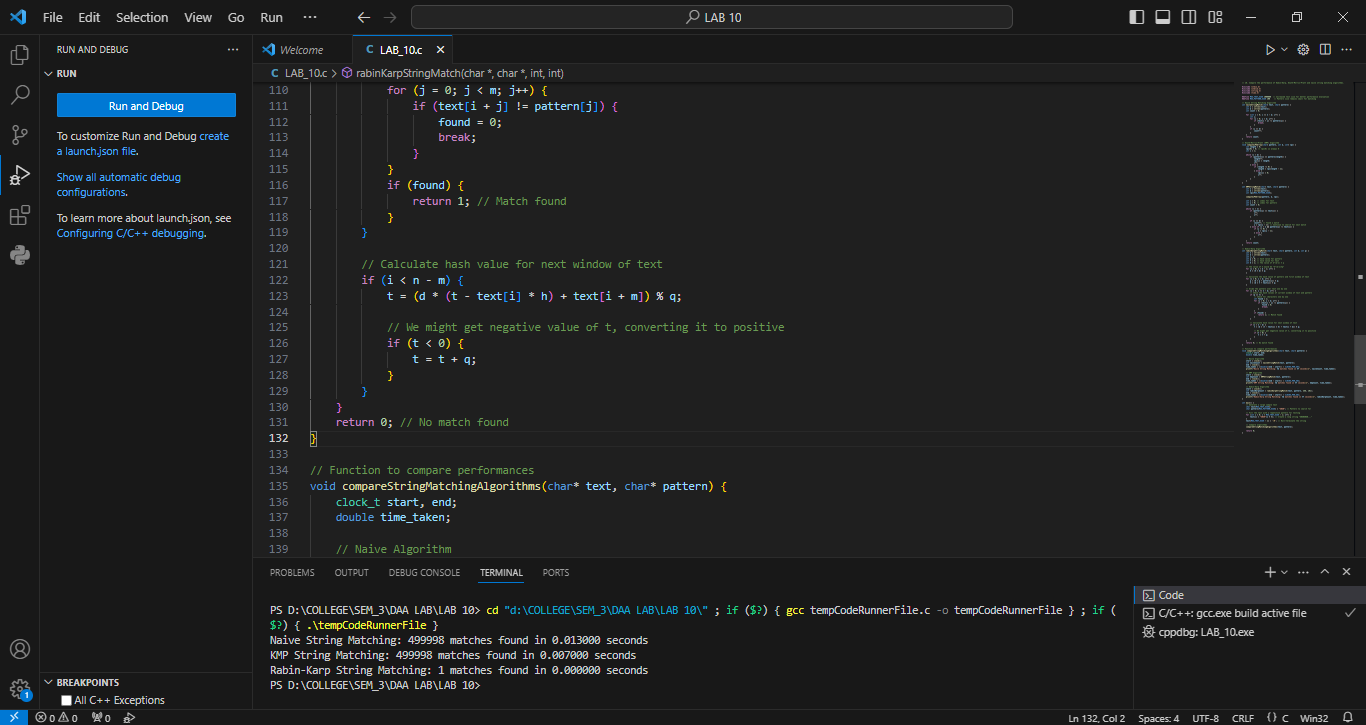 File Edit Selection View Go Run ··· LAB 10
RUN AND DEBUG ···
RUN
Run and Debug
To customize Run and Debug create
a launch.json file.
Show all automatic debug
configurations.
To learn more about launch.json, see
Configuring C/C++ debugging.
BREAKPOINTS
All C++ Exceptions
Welcome
C LAB_10.c
C LAB_10.c > rabinKarpStringMatch(char *, char *, int, int)
110 for (j = 0; j < m; j++) {
111 if (text[i + j] != pattern[j]) {
112 found = 0;
113 break;
114 }
115 }
116 if (found) {
117 return 1; // Match found
118 }
119 }
120
121 // Calculate hash value for next window of text
122 if (i < n - m) {
123 t = (d * (t - text[i] * h) + text[i + m]) % q;
124
125 // We might get negative value of t, converting it to positive
126 if (t < 0) {
127 t = t + q;
128 }
129 }
130 }
131 return 0; // No match found
132 }
133
134 // Function to compare performances
135 void compareStringMatchingAlgorithms(char* text, char* pattern) {
136 clock_t start, end;
137 double time_taken;
138
139 // Naive Algorithm
PROBLEMS OUTPUT DEBUG CONSOLE TERMINAL PORTS
PS D:\COLLEGE\SEM_3\DAA LAB\LAB 10> cd "d:\COLLEGE\SEM_3\DAA LAB\LAB 10\" ; if ($?) { gcc tempCodeRunnerFile.c -o tempCodeRunnerFile } ; if (
$?) { .\tempCodeRunnerFile }
Naive String Matching: 499998 matches found in 0.013000 seconds
KMP String Matching: 499998 matches found in 0.007000 seconds
Rabin-Karp String Matching: 1 matches found in 0.000000 seconds
PS D:\COLLEGE\SEM_3\DAA LAB\LAB 10>
Code
C/C++: gcc.exe build active file
cppdbg: LAB_10.exe
1
0 0 0 Ln 132, Col 2 Spaces: 4 UTF-8 CRLF {} C Win32